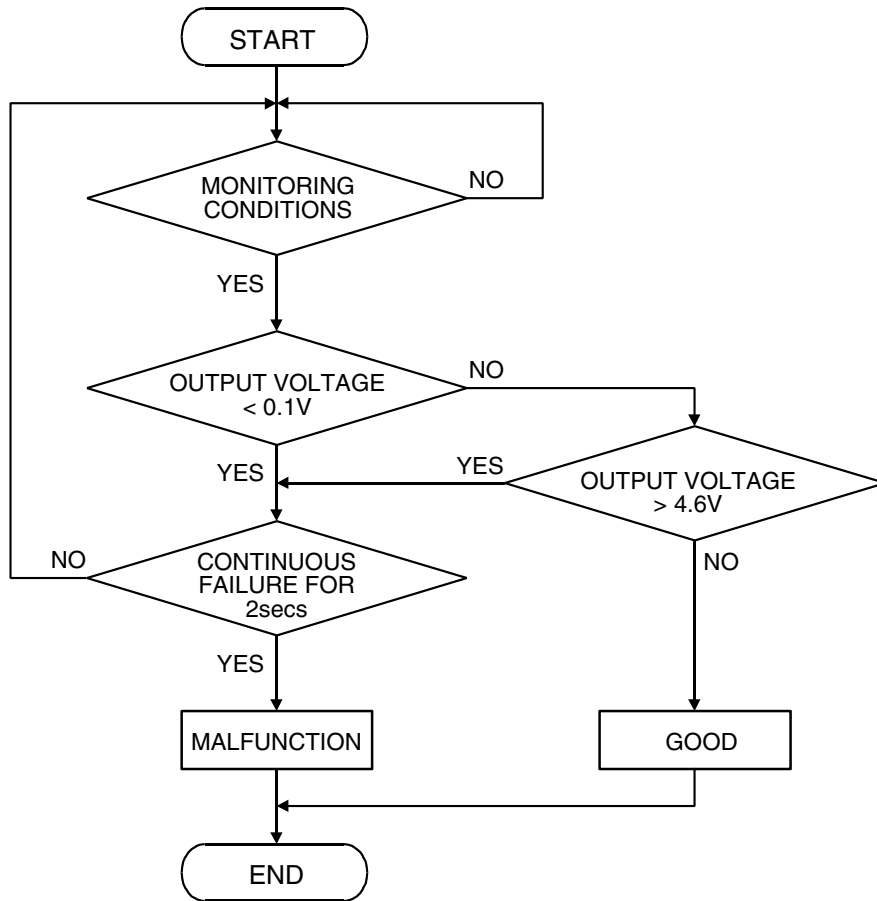 START
NO
MONITORING
CONDITIONS
YES
NO
OUTPUT VOLTAGE
< 0.1V
YES
YES
OUTPUT VOLTAGE
> 4.6V
NO
CONTINUOUS
FAILURE FOR
2secs
NO
YES
MALFUNCTION
GOOD
END